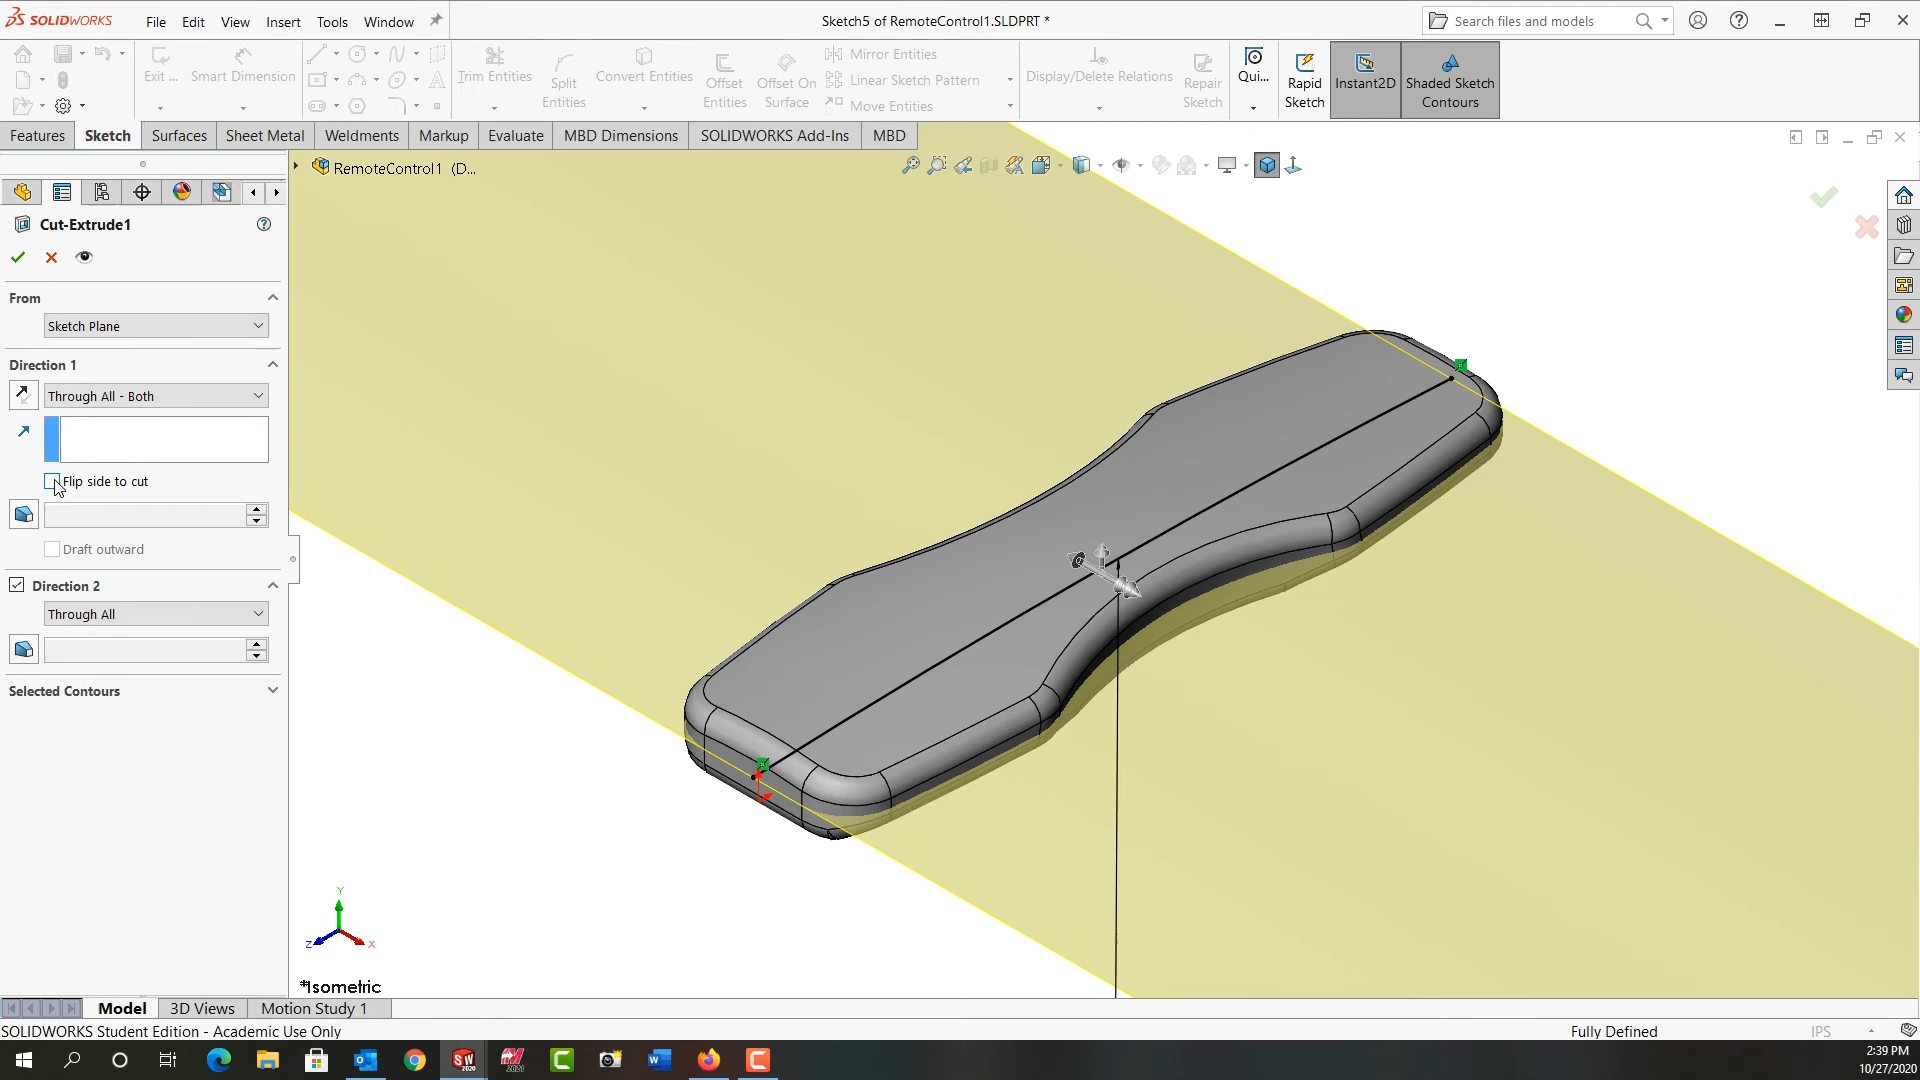 SOLIDWORKS File Edit View Insert Tools Window Sketch5 of RemoteControl1.SLDPRT * Search files and models
Exit ... Smart Dimension Trim Entities Split Entities Convert Entities Offset Entities Offset On Surface Mirror Entities Linear Sketch Pattern Move Entities Display/Delete Relations Repair Sketch Qui... Rapid Sketch Instant2D Shaded Sketch Contours
Features Sketch Surfaces Sheet Metal Weldments Markup Evaluate MBD Dimensions SOLIDWORKS Add-Ins MBD
RemoteControl1 (D...
Cut-Extrude1
From
Sketch Plane
Direction 1
Through All - Both
Flip side to cut
Draft outward
Direction 2
Through All
Selected Contours
Y
Z X
*Isometric
Model 3D Views Motion Study 1
SOLIDWORKS Student Edition - Academic Use Only Fully Defined IPS
SW 2020 2021
2:39 PM
10/27/2020